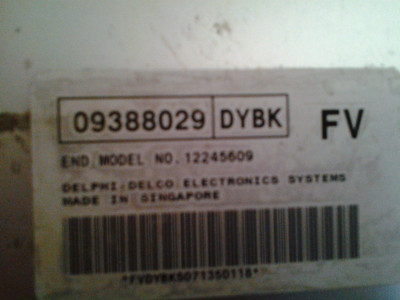 09388029 DYBK FV
END MODEL NO. 12245609
DELPHI-DELCO ELECTRONICS SYSTEMS
MADE IN SINGAPORE
*FVDYBK5071350118*